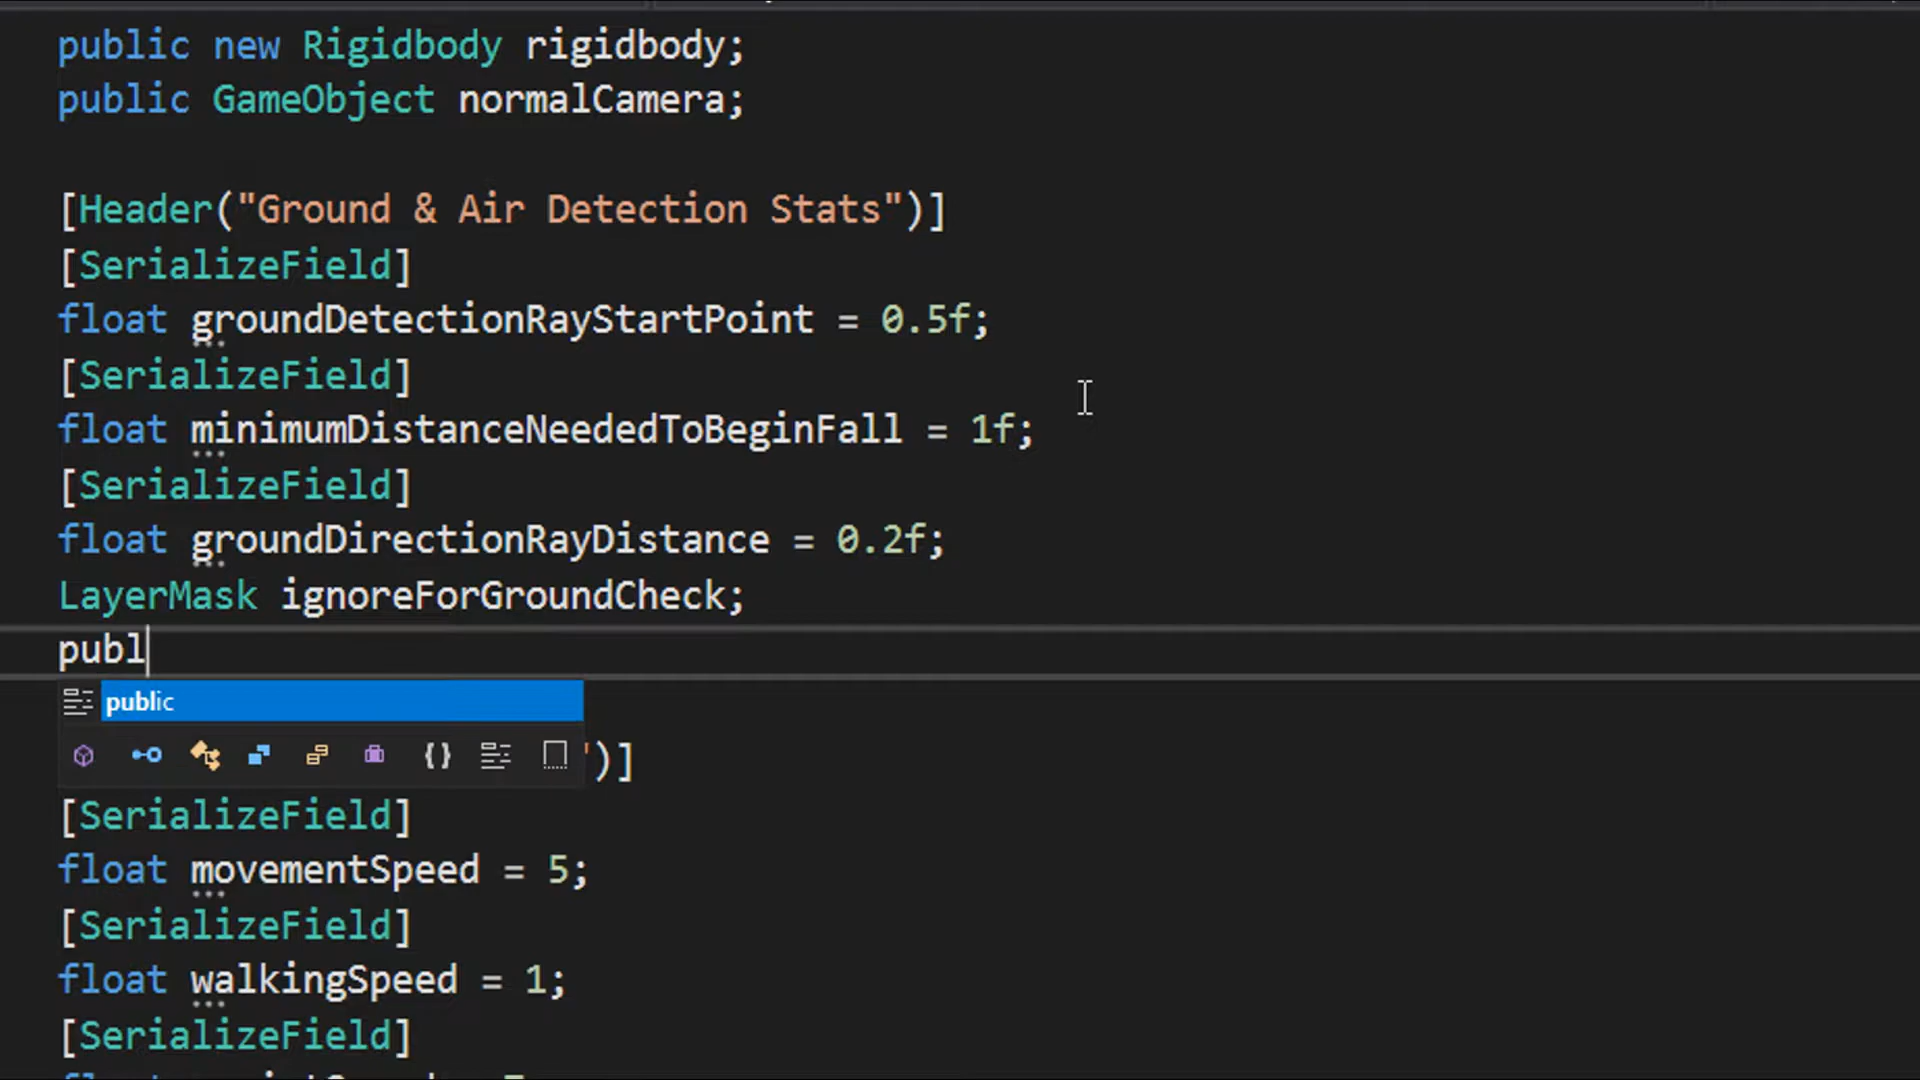 public new Rigidbody rigidbody;
public GameObject normalCamera;
[Header("Ground & Air Detection Stats")]
[SerializeField]
float groundDetectionRayStartPoint = 0.5f;
[SerializeField]
float minimumDistanceNeededToBeginFall = 1f;
[SerializeField]
float groundDirectionRayDistance = 0.2f;
LayerMask ignoreForGroundCheck;
publ
public
")]
[SerializeField]
float movementSpeed = 5;
[SerializeField]
float walkingSpeed = 1;
[SerializeField]